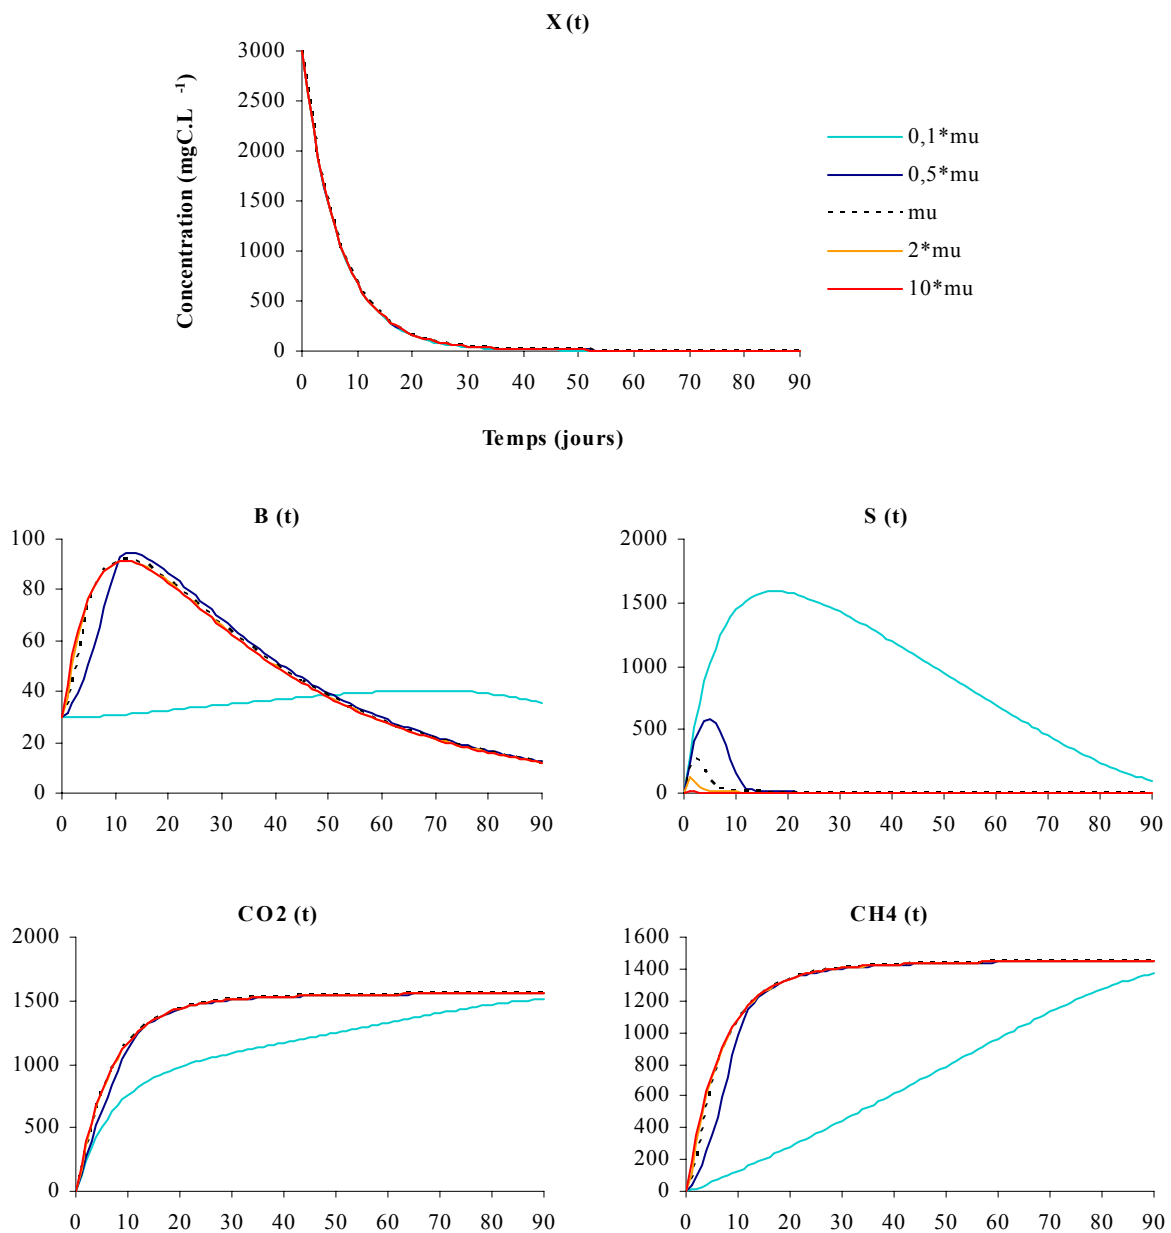 X (t)
Concentration (mgC.L -1)
3000
2500
2000
1500
1000
500
0
0 10 20 30 40 50 60 70 80 90
Temps (jours)
0,1*mu
0,5*mu
mu
2*mu
10*mu
B (t)
100
80
60
40
20
0
0 10 20 30 40 50 60 70 80 90
S (t)
2000
1500
1000
500
0
0 10 20 30 40 50 60 70 80 90
CO2 (t)
2000
1500
1000
500
0
0 10 20 30 40 50 60 70 80 90
CH4 (t)
1600
1400
1200
1000
800
600
400
200
0
0 10 20 30 40 50 60 70 80 90